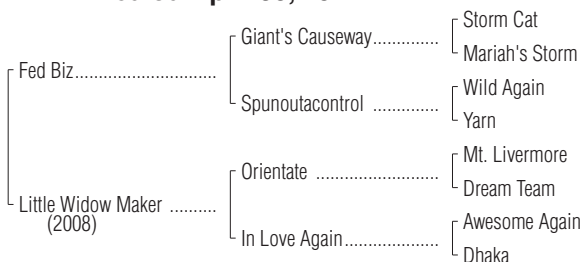 Storm Cat
Giant's Causeway
Mariah's Storm
Fed Biz
Wild Again
Spunoutacontrol
Yarn
Mt. Livermore
Orientate
Dream Team
Little Widow Maker
(2008)
Awesome Again
In Love Again
Dhaka